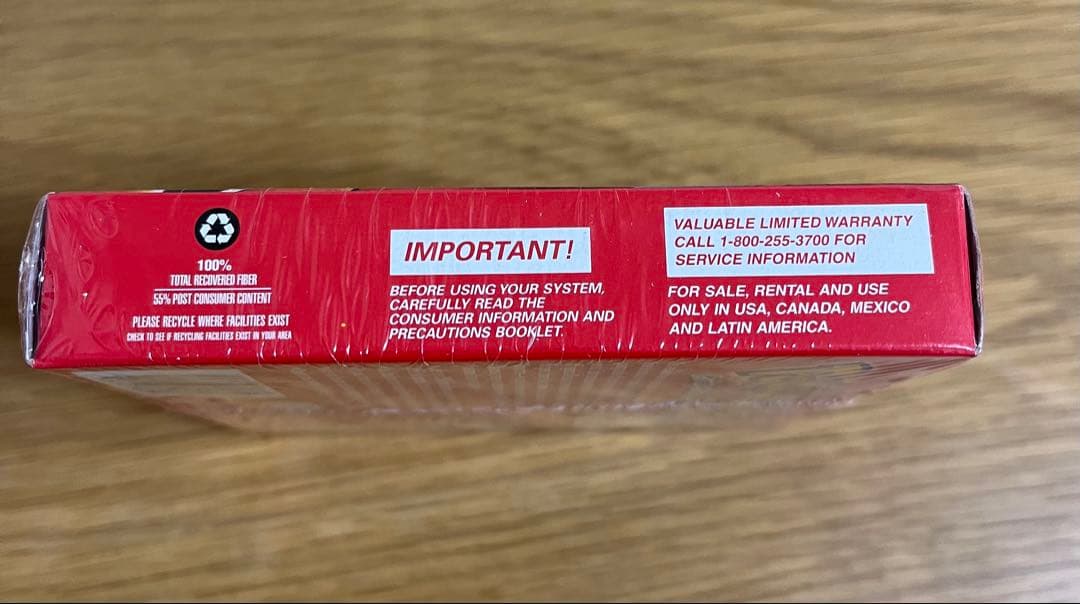 100%
TOTAL RECOVERED FIBER
55% POST CONSUMER CONTENT
PLEASE RECYCLE WHERE FACILITIES EXIST
CHECK TO SEE IF RECYCLING FACILITIES EXIST IN YOUR AREA
IMPORTANT!
BEFORE USING YOUR SYSTEM,
CAREFULLY READ THE
CONSUMER INFORMATION AND
PRECAUTIONS BOOKLET.
VALUABLE LIMITED WARRANTY
CALL 1-800-255-3700 FOR
SERVICE INFORMATION
FOR SALE, RENTAL AND USE
ONLY IN USA, CANADA, MEXICO
AND LATIN AMERICA.